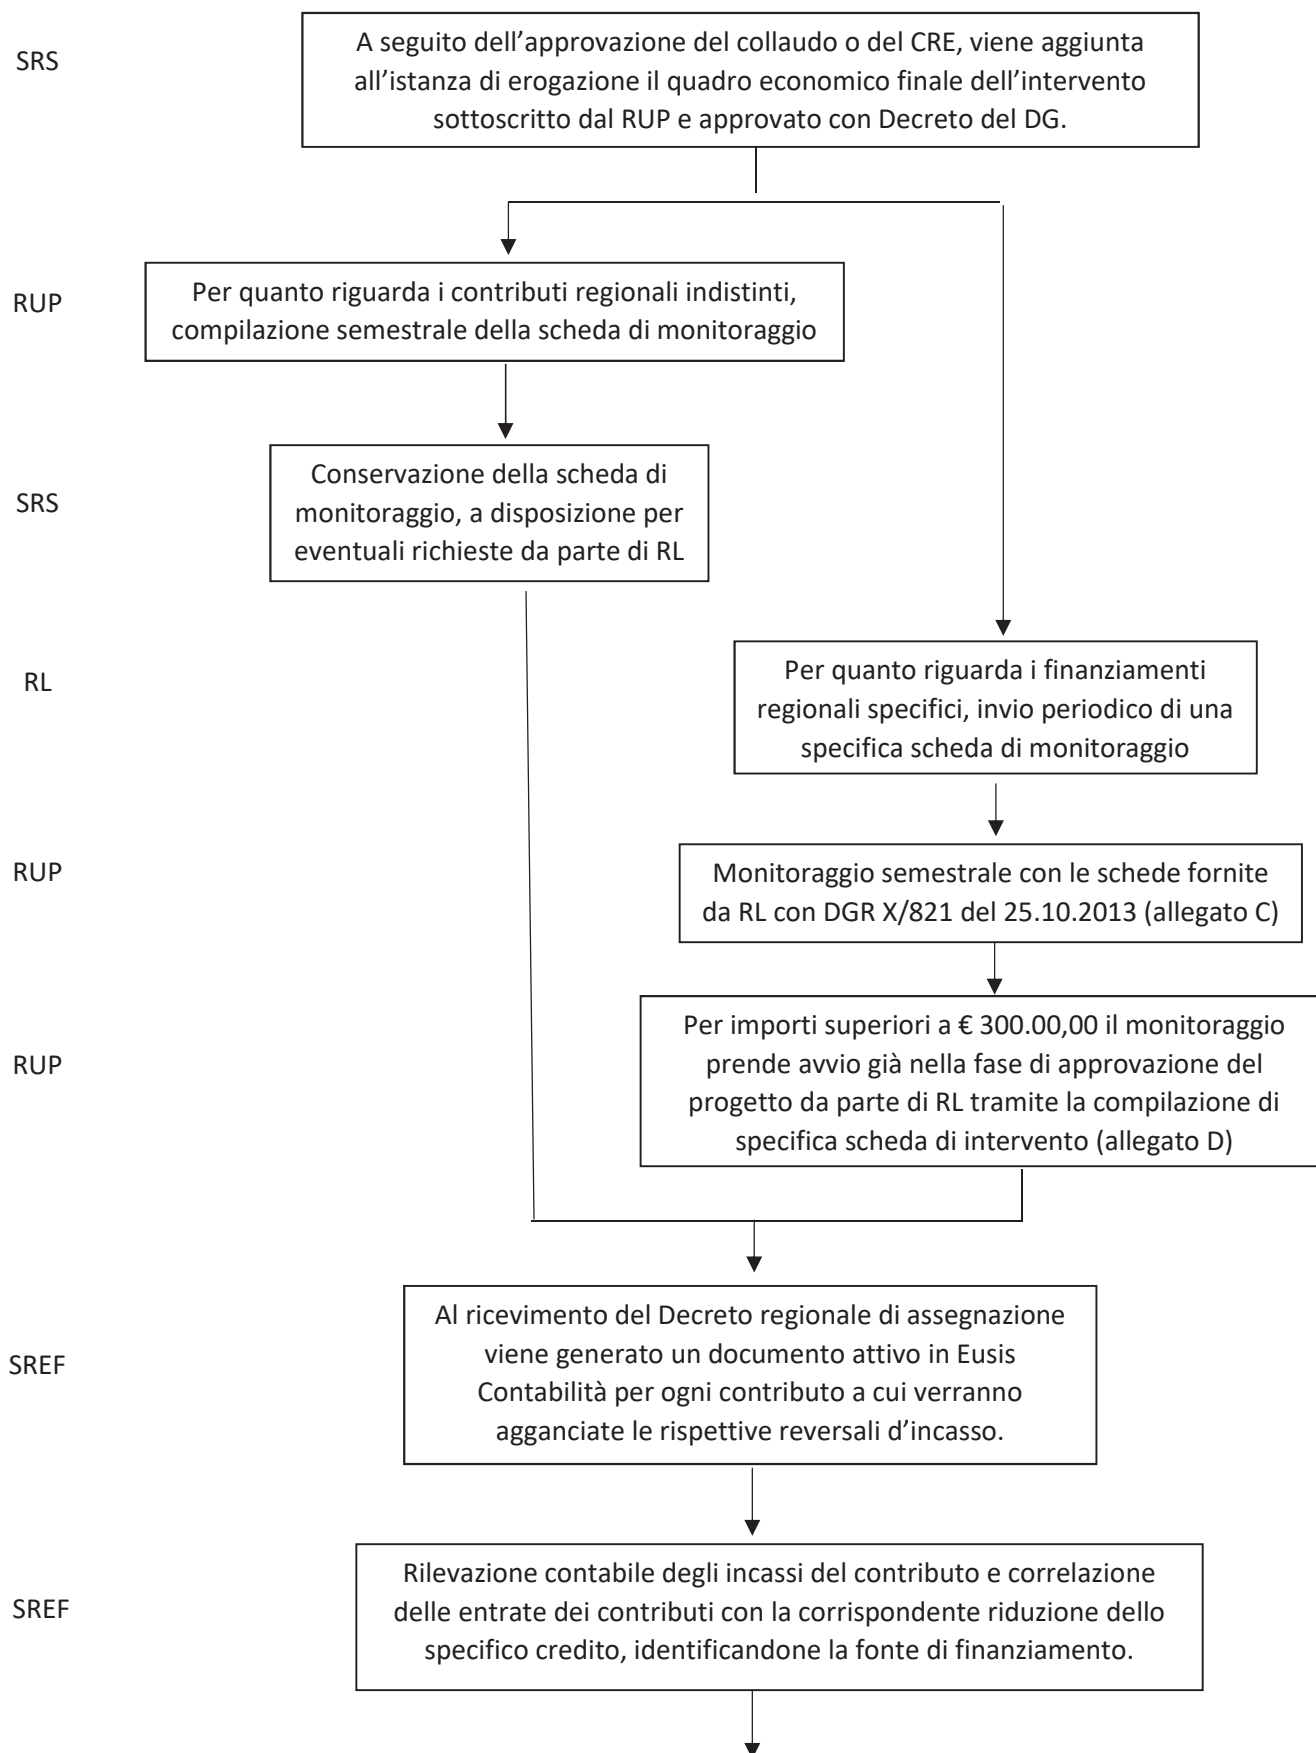 SRS
A seguito dell’approvazione del collaudo o del CRE, viene aggiunta
all’istanza di erogazione il quadro economico finale dell’intervento
sottoscritto dal RUP e approvato con Decreto del DG.
RUP
Per quanto riguarda i contributi regionali indistinti,
compilazione semestrale della scheda di monitoraggio
SRS
Conservazione della scheda di
monitoraggio, a disposizione per
eventuali richieste da parte di RL
RL
Per quanto riguarda i finanziamenti
regionali specifici, invio periodico di una
specifica scheda di monitoraggio
RUP
Monitoraggio semestrale con le schede fornite
da RL con DGR X/821 del 25.10.2013 (allegato C)
RUP
Per importi superiori a € 300.00,00 il monitoraggio
prende avvio già nella fase di approvazione del
progetto da parte di RL tramite la compilazione di
specifica scheda di intervento (allegato D)
SREF
Al ricevimento del Decreto regionale di assegnazione
viene generato un documento attivo in Eusis
Contabilità per ogni contributo a cui verranno
agganciate le rispettive reversali d’incasso.
SREF
Rilevazione contabile degli incassi del contributo e correlazione
delle entrate dei contributi con la corrispondente riduzione dello
specifico credito, identificandone la fonte di finanziamento.